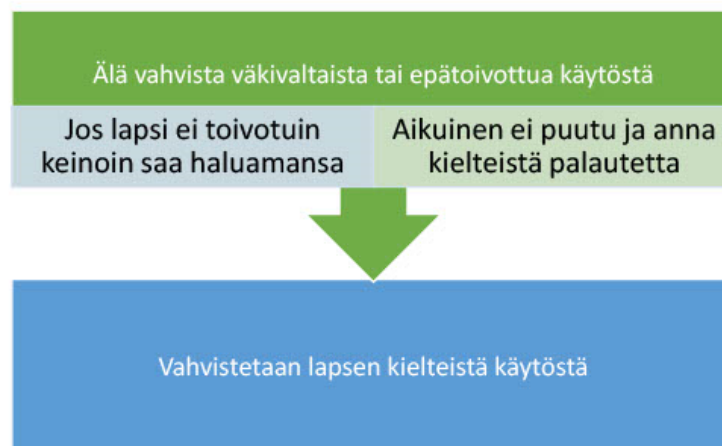 Älä vahvista väkivaltaista tai epätoivottua käytöstä
Jos lapsi ei toivotuin
keinoin saa haluamansa
Aikuinen ei puutu ja anna
kielteistä palautetta
Vahvistetaan lapsen kielteistä käytöstä